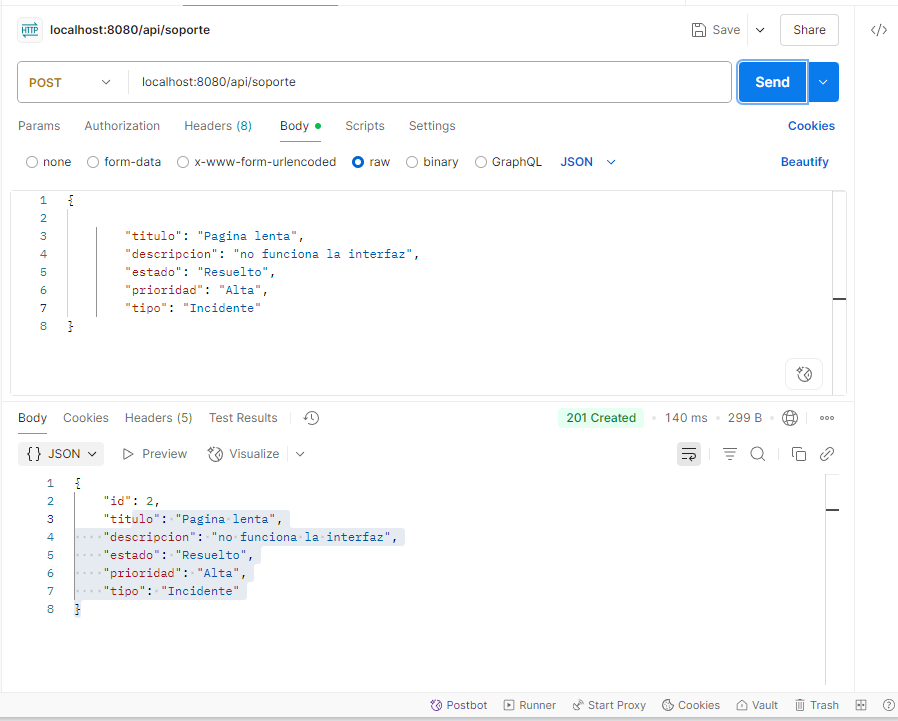 HTTP localhost:8080/api/soporte Save Share
POST localhost:8080/api/soporte Send
Params Authorization Headers (8) Body Scripts Settings Cookies
none form-data x-www-form-urlencoded raw binary GraphQL JSON Beautify
1 {
2
3 "titulo": "Pagina lenta",
4 "descripcion": "no funciona la interfaz",
5 "estado": "Resuelto",
6 "prioridad": "Alta",
7 "tipo": "Incidente"
8 }
Body Cookies Headers (5) Test Results 201 Created 140 ms 299 B
{} JSON Preview Visualize
1 {
2 "id": 2,
3 "titulo": "Pagina lenta",
4 "descripcion": "no funciona la interfaz",
5 "estado": "Resuelto",
6 "prioridad": "Alta",
7 "tipo": "Incidente"
8 }
Postbot Runner Start Proxy Cookies Vault Trash